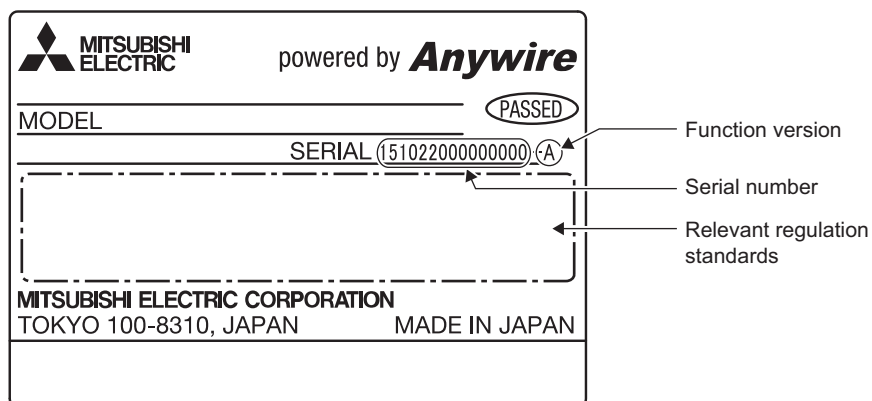 MITSUBISHI
ELECTRIC
powered by Anywire
PASSED
MODEL
SERIAL 151022000000000-A
Function version
Serial number
Relevant regulation
standards
MITSUBISHI ELECTRIC CORPORATION
TOKYO 100-8310, JAPAN MADE IN JAPAN